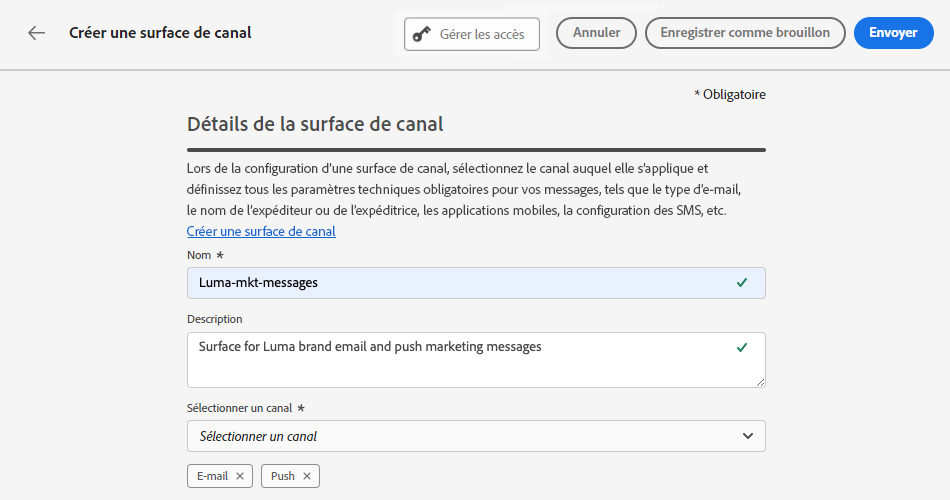 Créer une surface de canal
Gérer les accès
Annuler
Enregistrer comme brouillon
Envoyer
* Obligatoire
Détails de la surface de canal
Lors de la configuration d’une surface de canal, sélectionnez le canal auquel elle s’applique et
définissez tous les paramètres techniques obligatoires pour vos messages, tels que le type d’e-mail,
le nom de l’expéditeur ou de l’expéditrice, les applications mobiles, la configuration des SMS, etc.
Créer une surface de canal
Nom *
Luma-mkt-messages
Description
Surface for Luma brand email and push marketing messages
Sélectionner un canal *
Sélectionner un canal
E-mail
Push